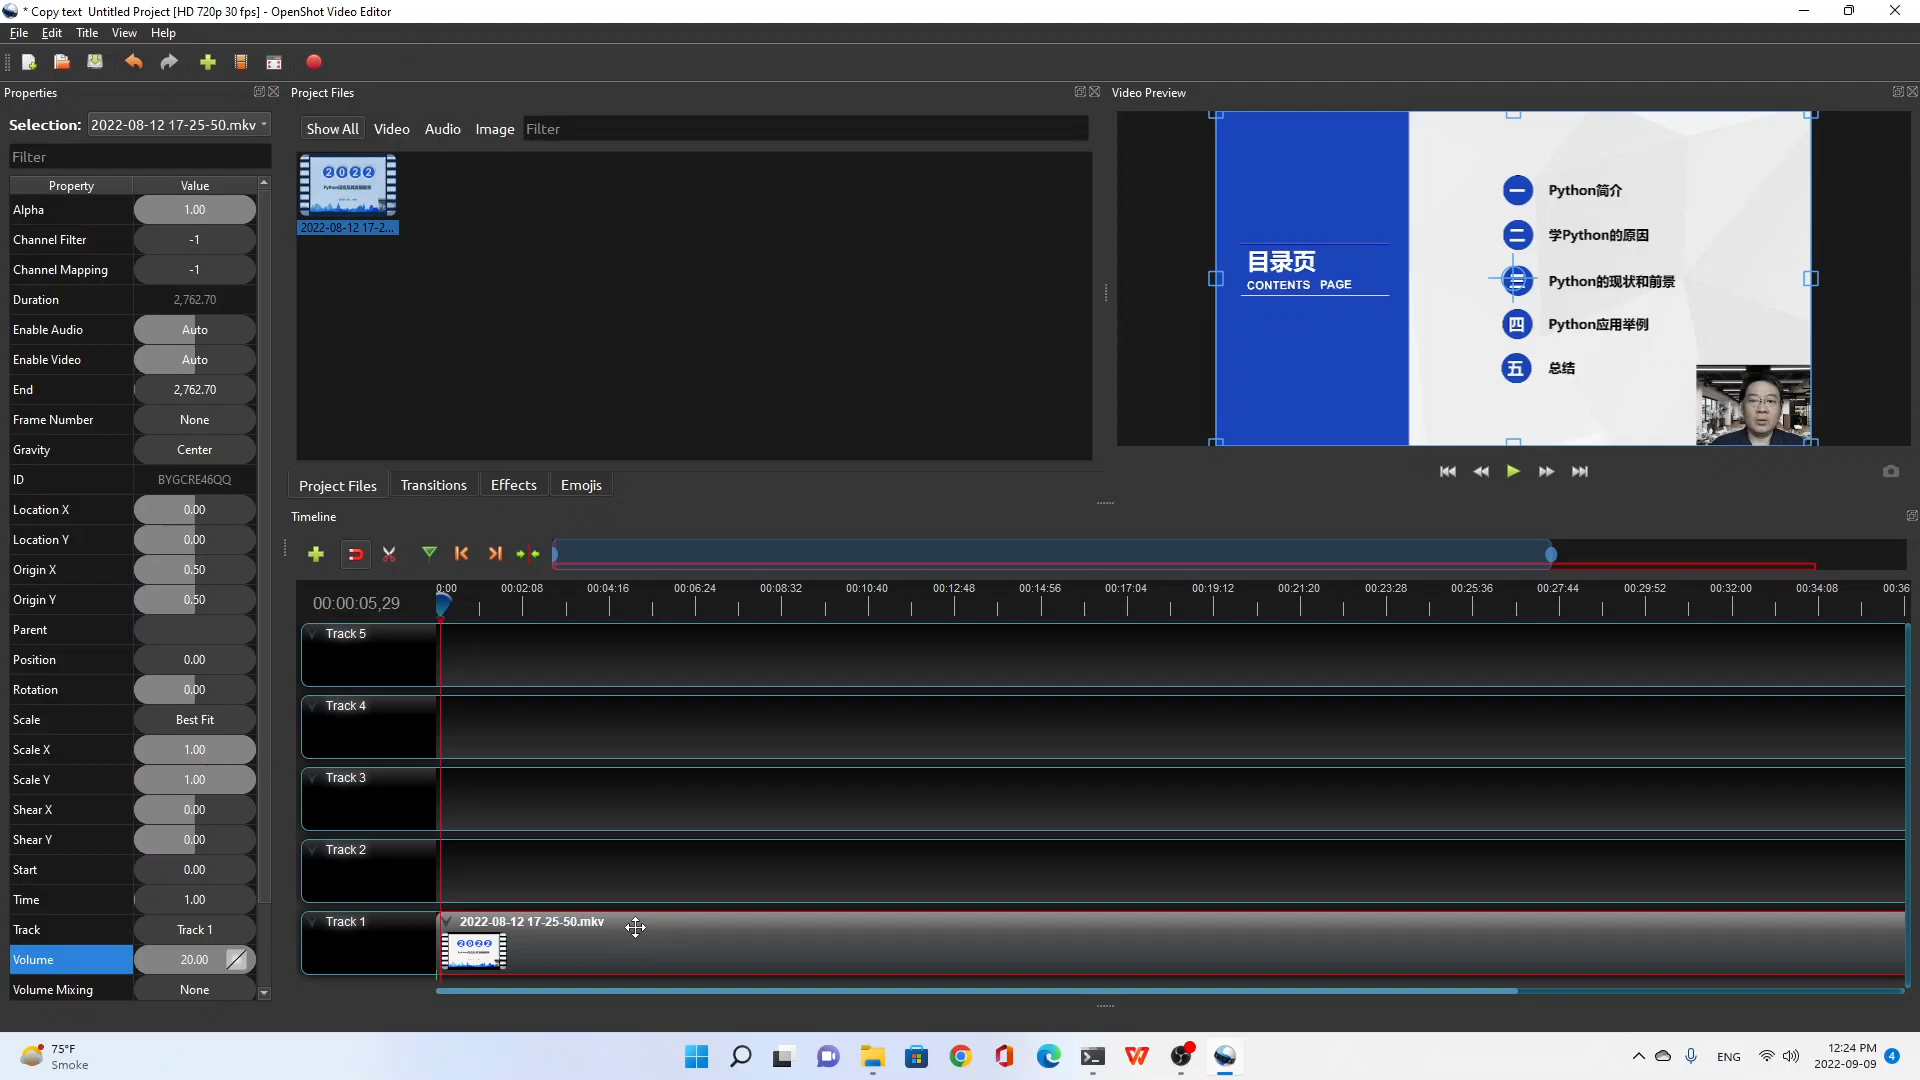 * Copy text  Untitled Project [HD 720p 30 fps] - OpenShot Video Editor
File Edit Title View Help
Properties
Selection: 2022-08-12 17-25-50.mkv
Filter
Property Value
Alpha 1.00
Channel Filter -1
Channel Mapping -1
Duration 2,762.70
Enable Audio Auto
Enable Video Auto
End 2,762.70
Frame Number None
Gravity Center
ID BYGCRE46QQ
Location X 0.00
Location Y 0.00
Origin X 0.50
Origin Y 0.50
Parent
Position 0.00
Rotation 0.00
Scale Best Fit
Scale X 1.00
Scale Y 1.00
Shear X 0.00
Shear Y 0.00
Start 0.00
Time 1.00
Track Track 1
Volume 20.00
Volume Mixing None
Project Files
Show All Video Audio Image Filter
2022
2022-08-12 17-2...
Project Files Transitions Effects Emojis
Video Preview
目录页
CONTENTS PAGE
一 Python简介
二 学Python的原因
三 Python的现状和前景
四 Python应用举例
五 总结
Timeline
00:00:05,29
0:00 00:02:08 00:04:16 00:06:24 00:08:32 00:10:40 00:12:48 00:14:56 00:17:04 00:19:12 00:21:20 00:23:28 00:25:36 00:27:44 00:29:52 00:32:00 00:34:08 00:36
Track 5
Track 4
Track 3
Track 2
Track 1
2022-08-12 17-25-50.mkv
2022
75°F
Smoke
ENG
12:24 PM
2022-09-09
4